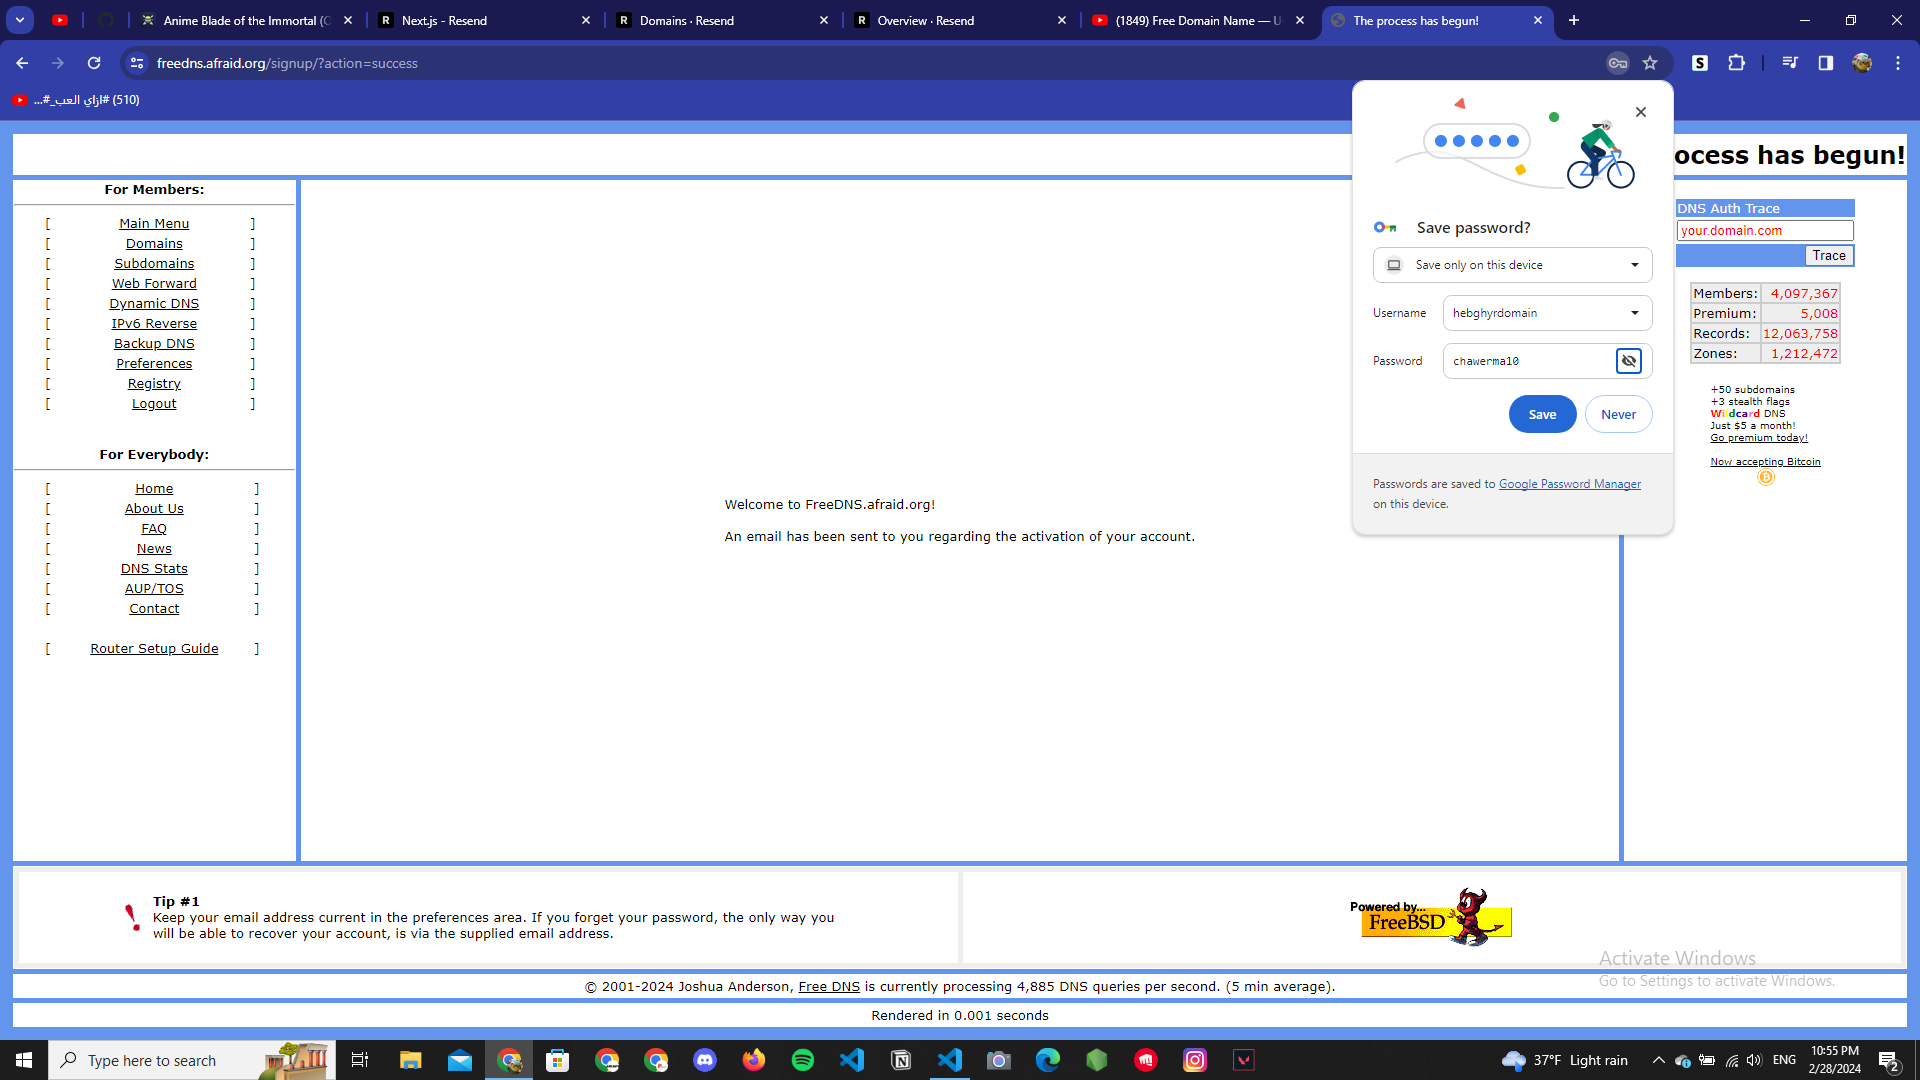 Anime Blade of the Immortal (O
Next.js - Resend
Domains · Resend
Overview · Resend
(1849) Free Domain Name — U
The process has begun!
freedns.afraid.org/signup/?action=success
(510) #ازاي العب_#...
ocess has begun!
For Members:
[ Main Menu ]
[ Domains ]
[ Subdomains ]
[ Web Forward ]
[ Dynamic DNS ]
[ IPv6 Reverse ]
[ Backup DNS ]
[ Preferences ]
[ Registry ]
[ Logout ]
For Everybody:
[ Home ]
[ About Us ]
[ FAQ ]
[ News ]
[ DNS Stats ]
[ AUP/TOS ]
[ Contact ]
[ Router Setup Guide ]
Welcome to FreeDNS.afraid.org!
An email has been sent to you regarding the activation of your account.
Save password?
Save only on this device
Username hebghyrdomain
Password chawerma10
Save Never
Passwords are saved to Google Password Manager
on this device.
DNS Auth Trace
your.domain.com
Trace
Members: 4,097,367
Premium: 5,008
Records: 12,063,758
Zones: 1,212,472
+50 subdomains
+3 stealth flags
Wildcard DNS
Just $5 a month!
Go premium today!
Now accepting Bitcoin
Tip #1
Keep your email address current in the preferences area. If you forget your password, the only way you
will be able to recover your account, is via the supplied email address.
Powered by...
FreeBSD
Activate Windows
Go to Settings to activate Windows.
© 2001-2024 Joshua Anderson, Free DNS is currently processing 4,885 DNS queries per second. (5 min average).
Rendered in 0.001 seconds
Type here to search
37°F Light rain
ENG
10:55 PM
2/28/2024
2